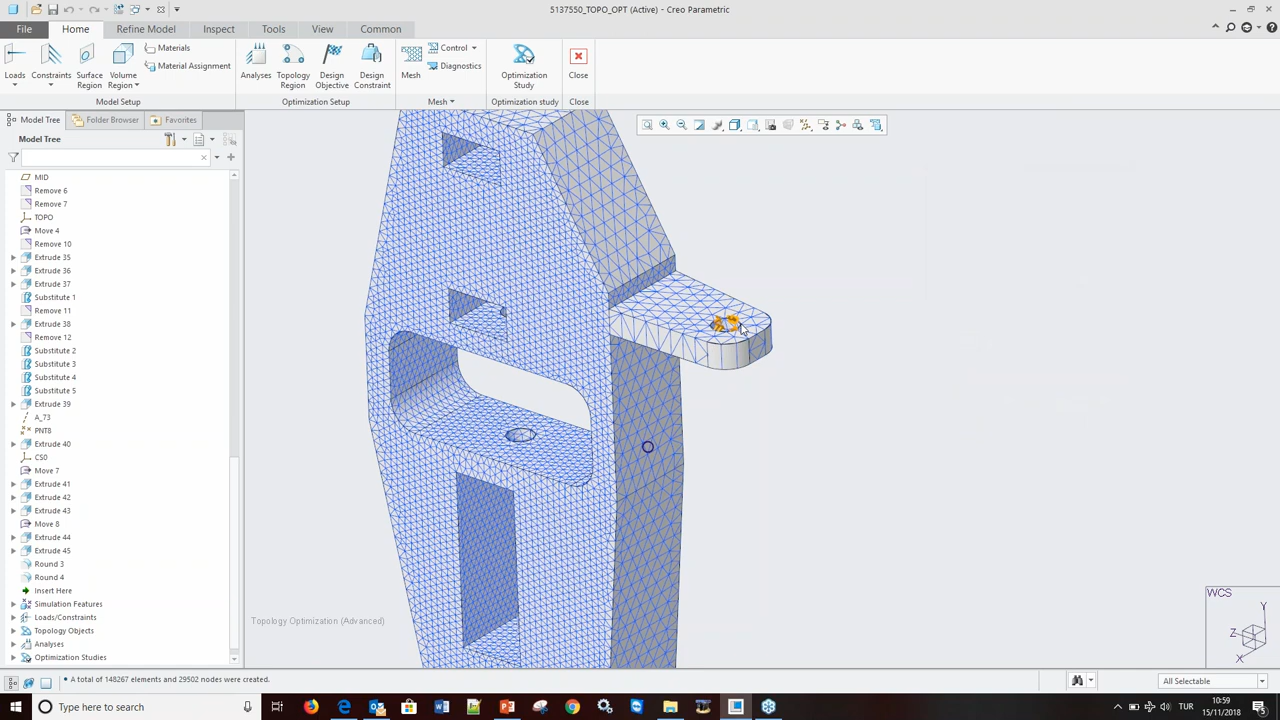 5137550_TOPO_OPT (Active) - Creo Parametric
File
Home
Refine Model
Inspect
Tools
View
Common
Loads
Constraints
Surface Region
Volume Region
Materials
Material Assignment
Analyses
Topology Region
Design Objective
Design Constraint
Mesh
Control
Diagnostics
Optimization Study
Close
Model Setup
Optimization Setup
Mesh
Optimization study
Close
Model Tree
Folder Browser
Favorites
Model Tree
MID
Remove 6
Remove 7
TOPO
Move 4
Remove 10
Extrude 35
Extrude 36
Extrude 37
Substitute 1
Remove 11
Extrude 38
Remove 12
Substitute 2
Substitute 3
Substitute 4
Substitute 5
Extrude 39
A_73
PNT8
Extrude 40
CS0
Move 7
Extrude 41
Extrude 42
Extrude 43
Move 8
Extrude 44
Extrude 45
Round 3
Round 4
Insert Here
Simulation Features
Loads/Constraints
Topology Objects
Analyses
Optimization Studies
Topology Optimization (Advanced)
WCS
Y
Z
X
• A total of 148267 elements and 29502 nodes were created.
All Selectable
Type here to search
TUR
10:59
15/11/2018